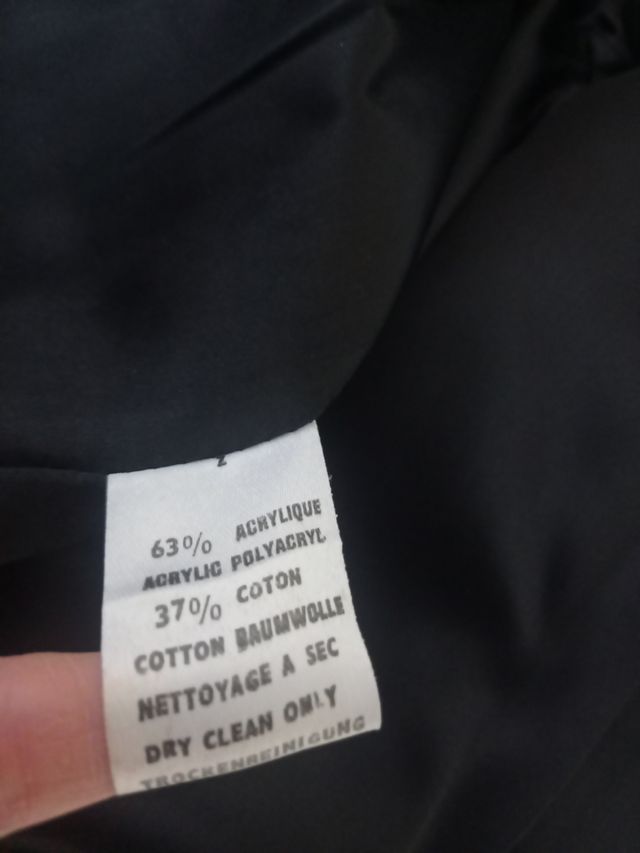 63% ACRYLIQUE
ACRYLIC POLYACRYL
37% COTON
COTTON BAUMWOLLE
NETTOYAGE A SEC
DRY CLEAN ONLY
TROCKENREINIGUNG